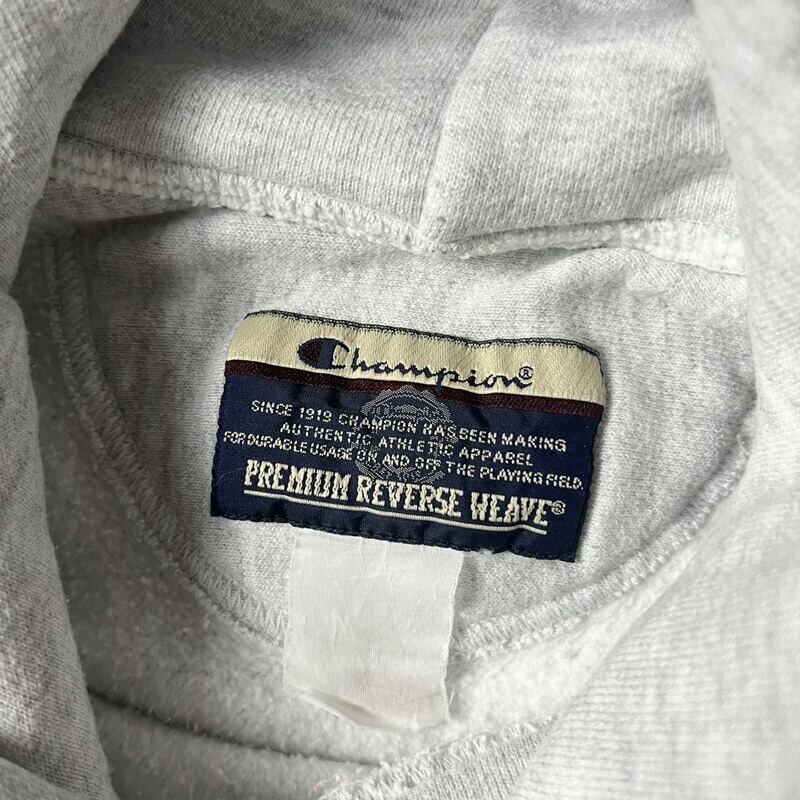 Champion®
SINCE 1919 CHAMPION HAS BEEN MAKING
AUTHENTIC ATHLETIC APPAREL
FOR DURABLE USAGE ON AND OFF THE PLAYING FIELD.
PREMIUM REVERSE WEAVE®